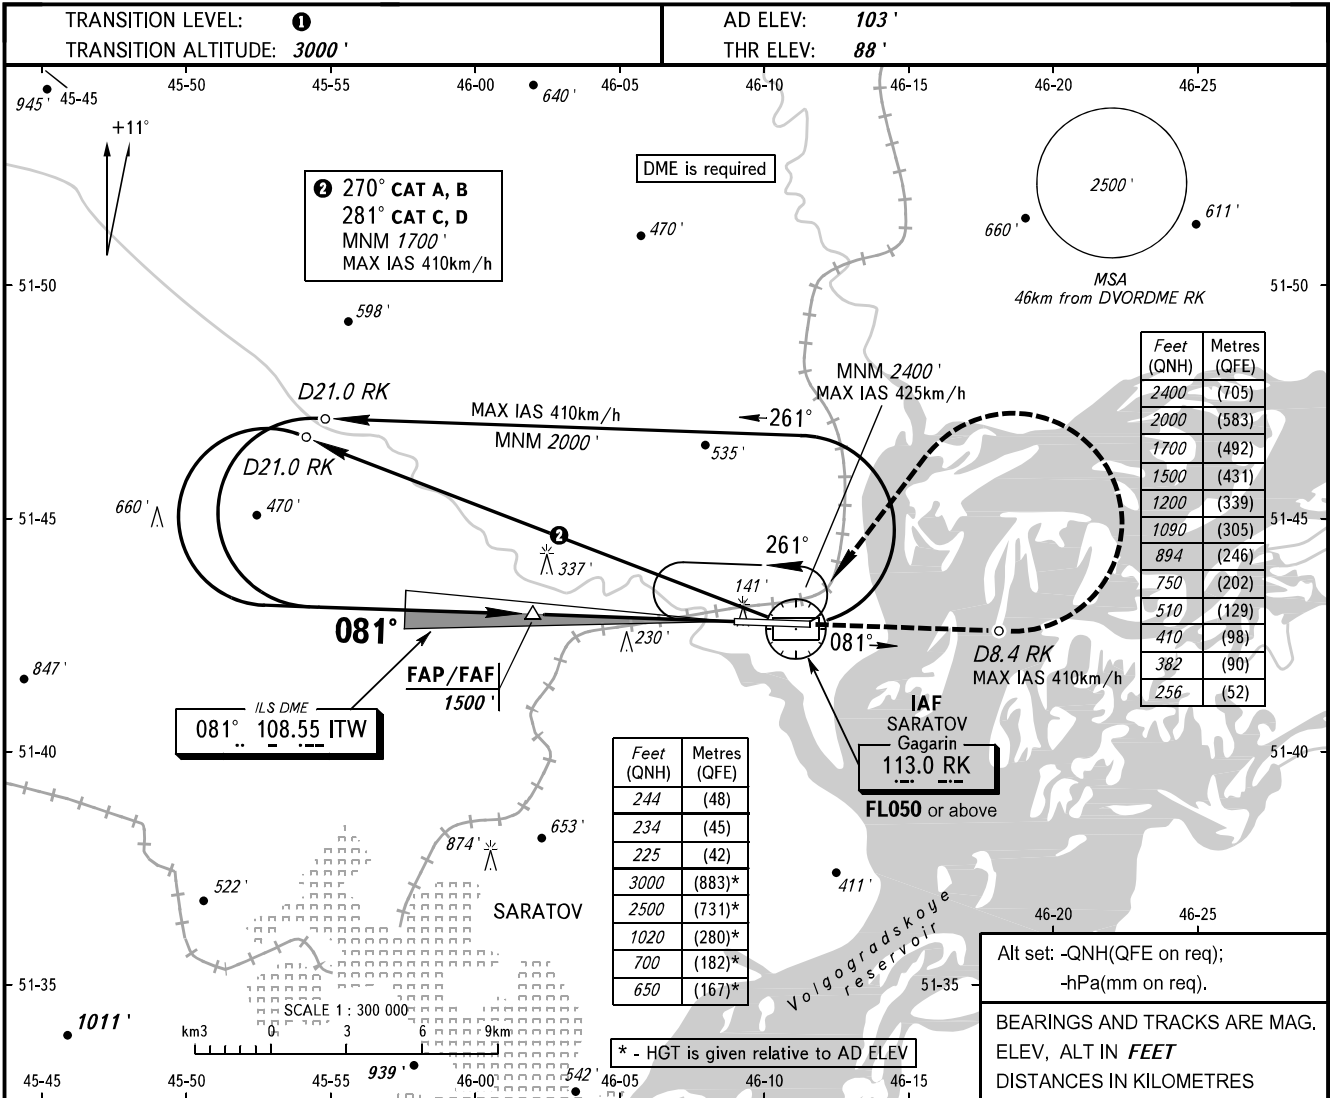 TRANSITION LEVEL: ❶
TRANSITION ALTITUDE: 3000 '
AD ELEV: 103 '
THR ELEV: 88 '
45-45
45-50
45-55
46-00
46-05
46-10
46-15
46-20
46-25
945 '
640 '
+11°
❷ 270° CAT A, B
281° CAT C, D
MNM 1700 '
MAX IAS 410km/h
DME is required
2500 '
660 '
611 '
470 '
MSA
46km from DVORDME RK
51-50
51-50
598 '
Feet (QNH) Metres (QFE)
2400 (705)
2000 (583)
1700 (492)
1500 (431)
1200 (339)
1090 (305)
894 (246)
750 (202)
510 (129)
410 (98)
382 (90)
256 (52)
MNM 2400 '
MAX IAS 425km/h
D21.0 RK
MAX IAS 410km/h
261°
MNM 2000 '
535 '
D21.0 RK
660 '
470 '
51-45
51-45
❷
337 '
261°
141 '
081°
230 '
081°
D8.4 RK
MAX IAS 410km/h
FAP/FAF
1500 '
847 '
ILS DME
081° 108.55 ITW
IAF
SARATOV
Gagarin
113.0 RK
FL050 or above
51-40
51-40
Feet (QNH) Metres (QFE)
244 (48)
234 (45)
225 (42)
3000 (883)*
2500 (731)*
1020 (280)*
700 (182)*
650 (167)*
653 '
874 '
411 '
522 '
SARATOV
Volgogradskoye
reservoir
46-20
46-25
51-35
51-35
Alt set: -QNH(QFE on req);
-hPa(mm on req).
SCALE 1 : 300 000
km3 0 3 6 9km
1011 '
939 '
542 '
* - HGT is given relative to AD ELEV
BEARINGS AND TRACKS ARE MAG.
ELEV, ALT IN FEET
DISTANCES IN KILOMETRES
45-45
45-50
45-55
46-00
46-05
46-10
46-15